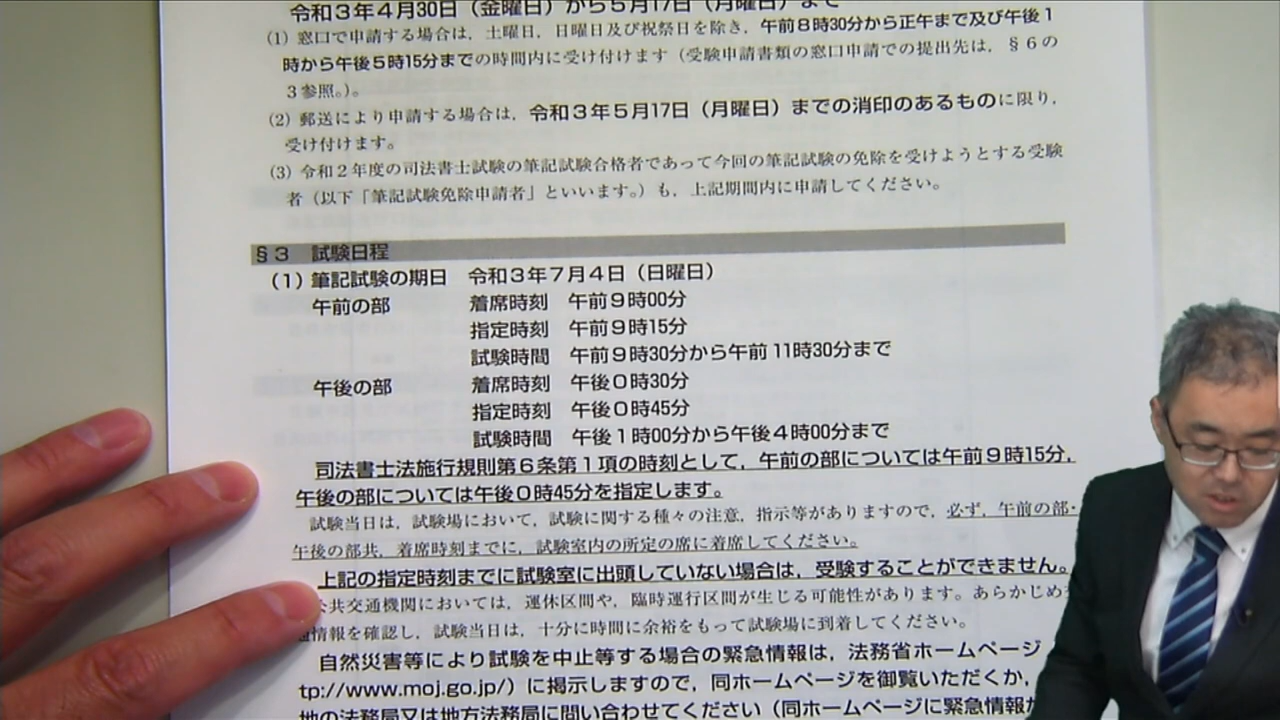 令和３年４月30日（金曜日）から５月17日（月曜日）まで
(1) 窓口で申請する場合は，土曜日，日曜日及び祝祭日を除き，午前８時30分から正午まで及び午後１
時から午後５時15分までの時間内に受け付けます（受験申請書類の窓口申請での提出先は，§６の
３参照。）。
(2) 郵送により申請する場合は，令和３年５月17日（月曜日）までの消印のあるものに限り，
受け付けます。
(3) 令和２年度の司法書士試験の筆記試験合格者であって今回の筆記試験の免除を受けようとする受験
者（以下「筆記試験免除申請者」といいます。）も，上記期間内に申請してください。
§３ 試験日程
(１) 筆記試験の期日 令和３年７月４日（日曜日）
午前の部 着席時刻 午前９時00分
指定時刻 午前９時15分
試験時間 午前９時30分から午前11時30分まで
午後の部 着席時刻 午後０時30分
指定時刻 午後０時45分
試験時間 午後１時00分から午後４時00分まで
司法書士法施行規則第６条第１項の時刻として，午前の部については午前９時15分，
午後の部については午後０時45分を指定します。
試験当日は，試験場において，試験に関する種々の注意，指示等がありますので，必ず，午前の部・
午後の部共，着席時刻までに，試験室内の所定の席に着席してください。
上記の指定時刻までに試験室に出頭していない場合は，受験することができません。
共交通機関においては，運休区間や，臨時運行区間が生じる可能性があります。あらかじめ
情報を確認し，試験当日は，十分に時間に余裕をもって試験場に到着してください。
自然災害等により試験を中止等する場合の緊急情報は，法務省ホームページ
tp://www.moj.go.jp/）に掲示しますので，同ホームページを御覧いただくか，
地の法務局又は地方法務局に問い合わせてください（同ホームページに緊急情報が